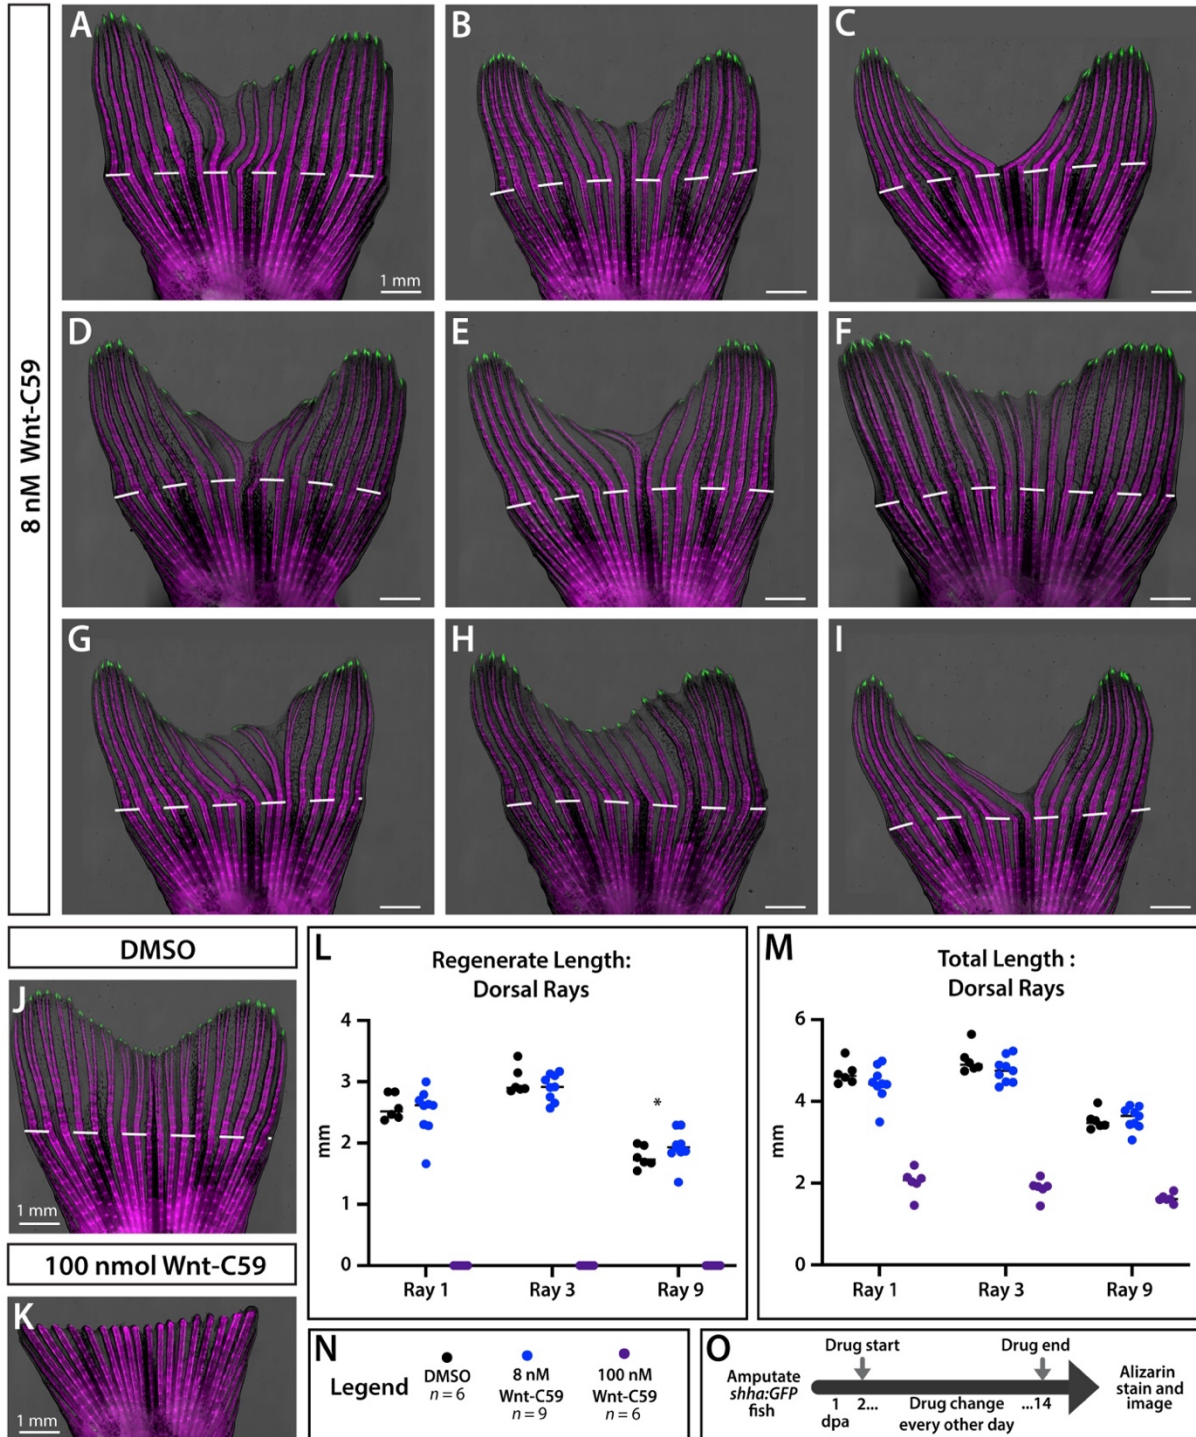 8 nM Wnt-C59
A
B
C
1 mm
D
E
F
G
H
I
DMSO
J
1 mm
100 nmol Wnt-C59
K
1 mm
L
Regenerate Length:
Dorsal Rays
mm
4
3
2
1
0
*
Ray 1
Ray 3
Ray 9
M
Total Length :
Dorsal Rays
mm
6
4
2
0
Ray 1
Ray 3
Ray 9
N
Legend
DMSO
n = 6
8 nM
Wnt-C59
n = 9
100 nM
Wnt-C59
n = 6
O
Drug start
Drug end
Amputate
shha:GFP
fish
1
dpa
2...
Drug change
every other day
...14
Alizarin
stain and
image